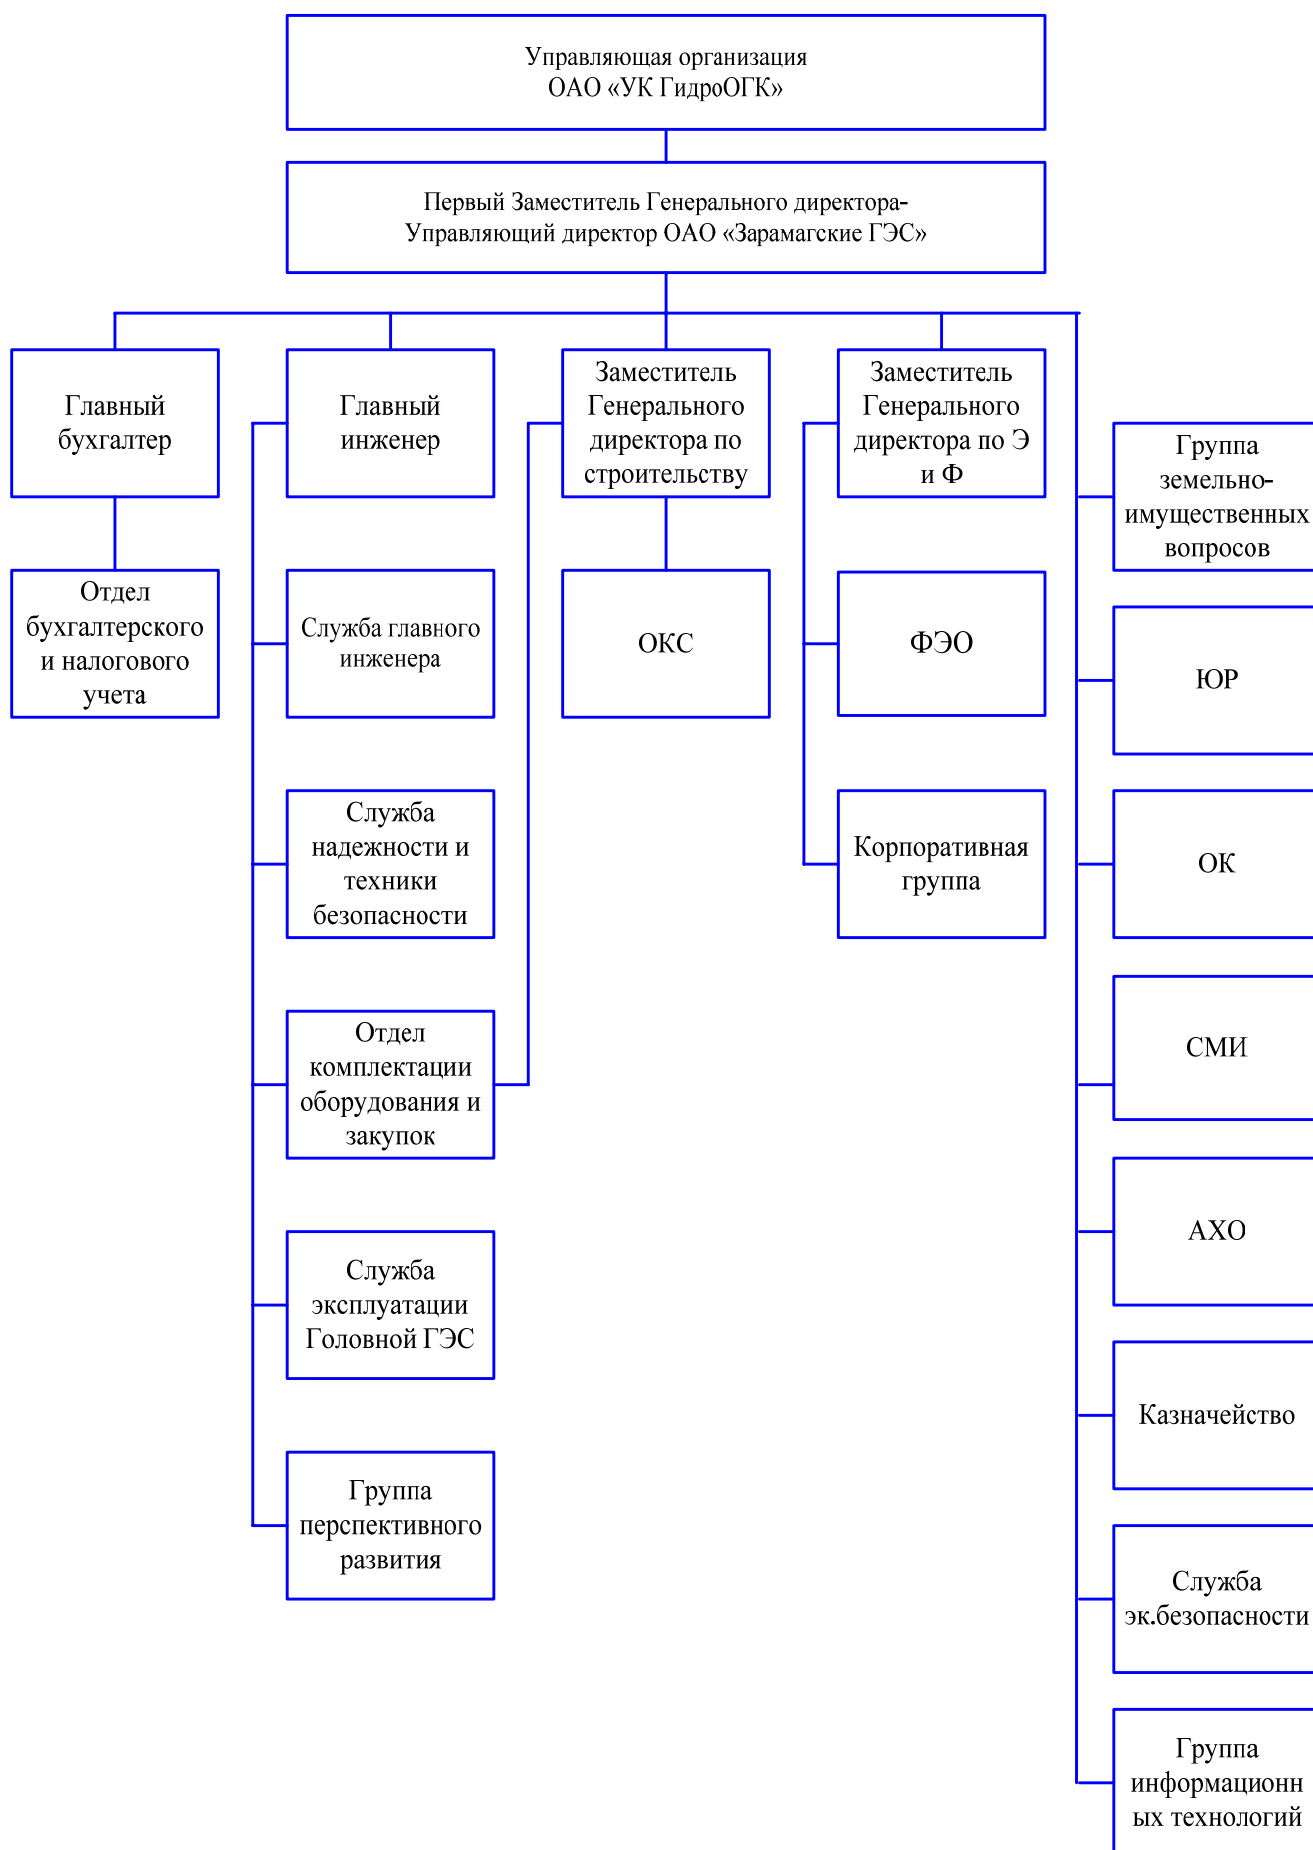 Управляющая организация
ОАО «УК ГидроОГК»
Первый Заместитель Генерального директора-
Управляющий директор ОАО «Зарамагские ГЭС»
Главный
бухгалтер
Главный
инженер
Заместитель
Генерального
директора по
строительству
Заместитель
Генерального
директора по Э
и Ф
Группа
земельно-
имущественных
вопросов
Отдел
бухгалтерского
и налогового
учета
Служба главного
инженера
ОКС
ФЭО
ЮР
Служба
надежности и
техники
безопасности
Корпоративная
группа
ОК
Отдел
комплектации
оборудования и
закупок
СМИ
АХО
Служба
эксплуатации
Головной ГЭС
Казначейство
Группа
перспективного
развития
Служба
эк.безопасности
Группа
информационн
ых технологий